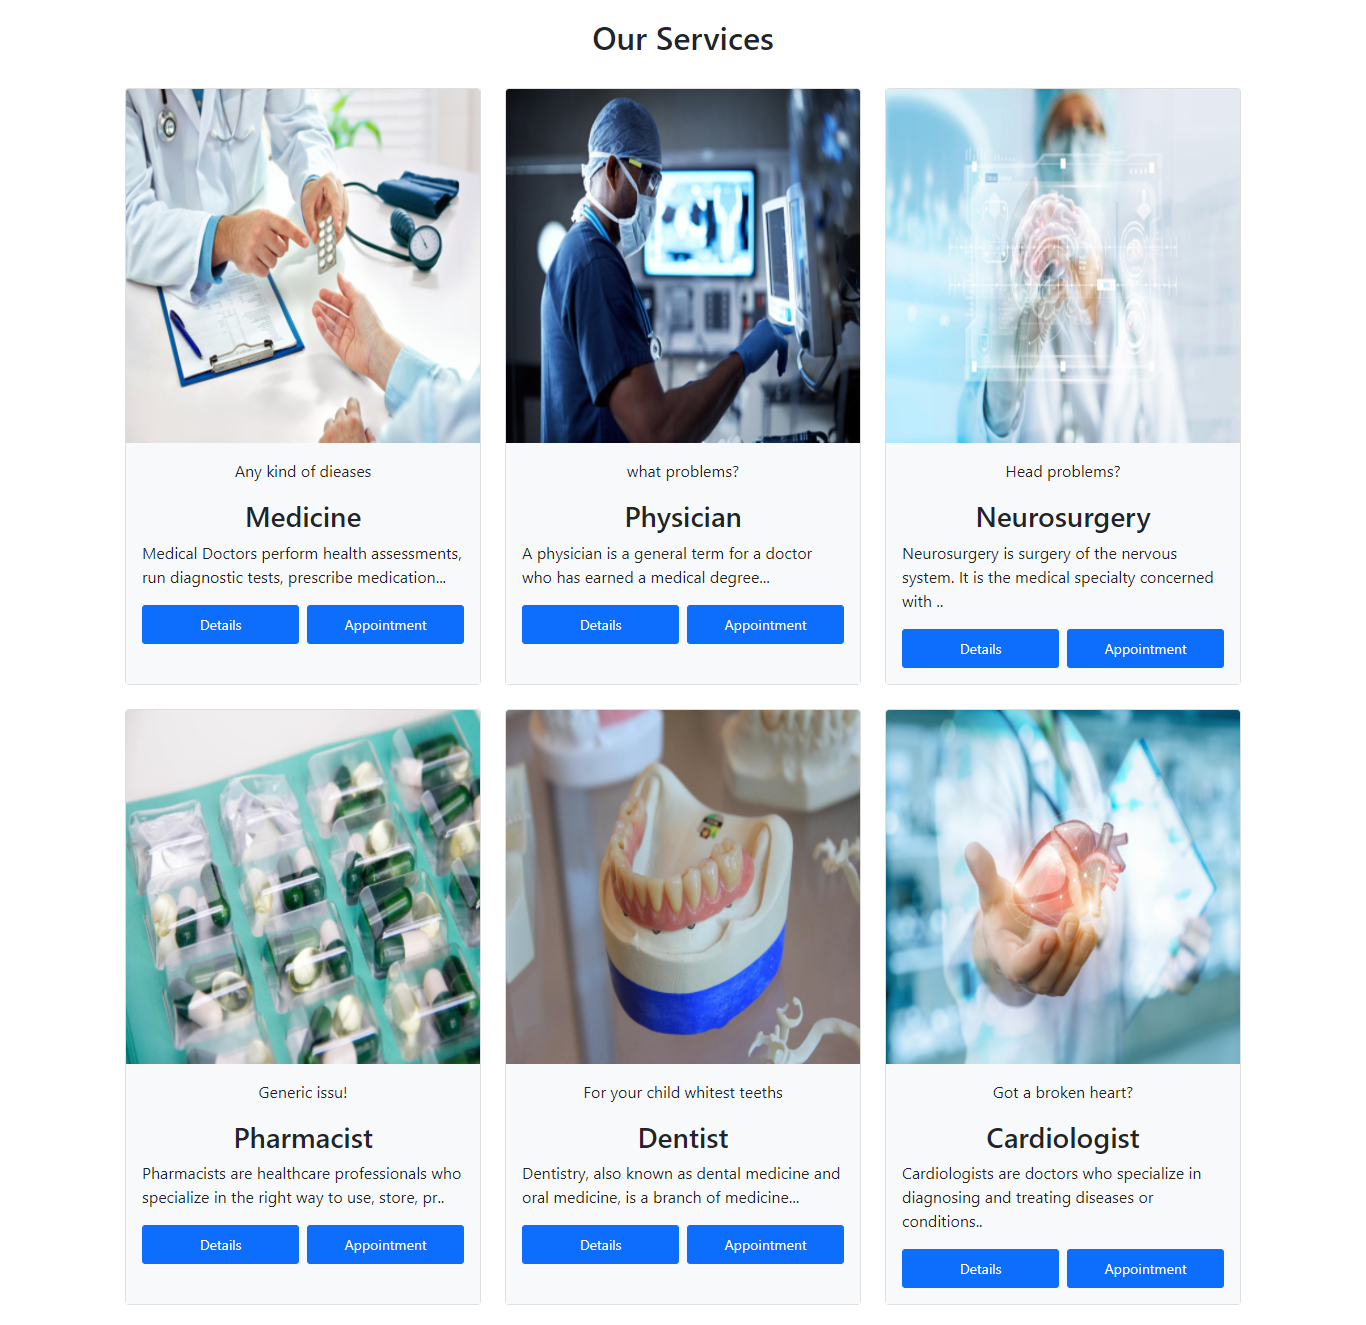 Our Services
Any kind of dieases
Medicine
Medical Doctors perform health assessments,
run diagnostic tests, prescribe medication...
Details
Appointment
what problems?
Physician
A physician is a general term for a doctor
who has earned a medical degree...
Details
Appointment
Head problems?
Neurosurgery
Neurosurgery is surgery of the nervous
system. It is the medical specialty concerned
with ..
Details
Appointment
Generic issu!
Pharmacist
Pharmacists are healthcare professionals who
specialize in the right way to use, store, pr..
Details
Appointment
For your child whitest teeths
Dentist
Dentistry, also known as dental medicine and
oral medicine, is a branch of medicine...
Details
Appointment
Got a broken heart?
Cardiologist
Cardiologists are doctors who specialize in
diagnosing and treating diseases or
conditions..
Details
Appointment